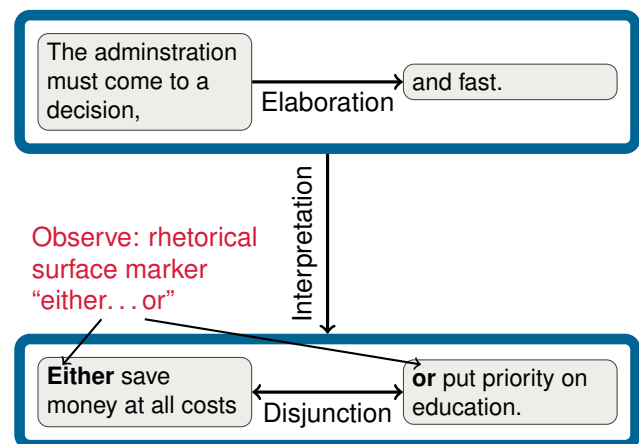 The adminstration
must come to a
decision,
Elaboration
and fast.
Interpretation
Observe: rhetorical
surface marker
“either. . . or”
Either save
money at all costs
Disjunction
or put priority on
education.